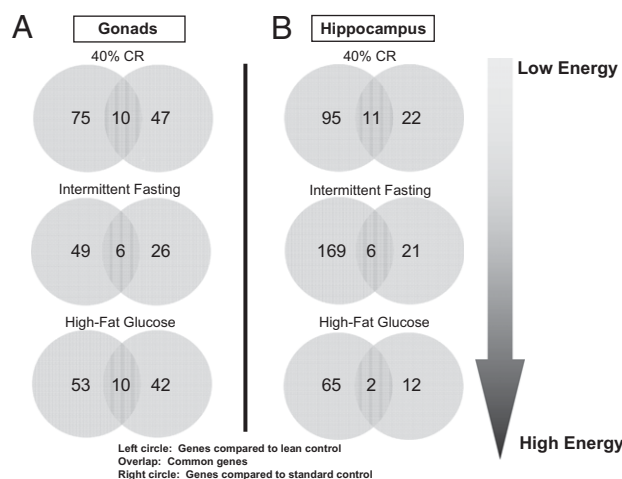 A
Gonads
40% CR
75 10 47
Intermittent Fasting
49 6 26
High-Fat Glucose
53 10 42
B
Hippocampus
40% CR
95 11 22
Intermittent Fasting
169 6 21
High-Fat Glucose
65 2 12
Low Energy
High Energy
Left circle: Genes compared to lean control
Overlap: Common genes
Right circle: Genes compared to standard control